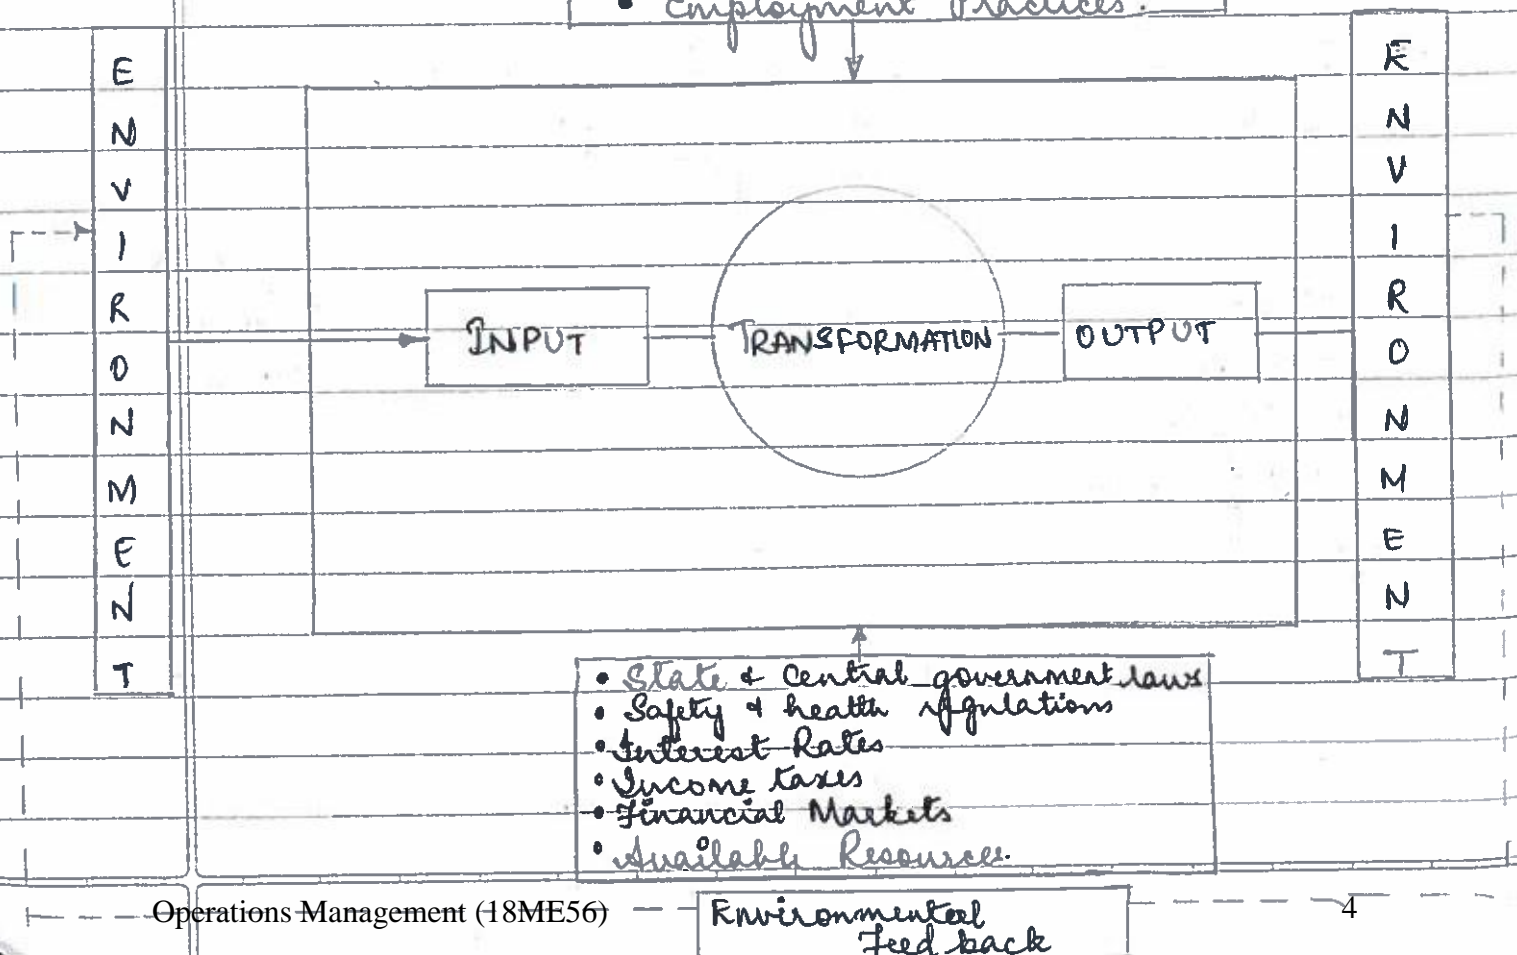 • Employment Practices.
E
N
V
I
R
O
N
M
E
N
T
INPUT
TRANSFORMATION
OUTPUT
E
N
V
I
R
O
N
M
E
N
T
• State & Central government laws
• Safety & health regulations
• Interest Rates
• Income taxes
• Financial Markets
• Available Resources.
Environmental
Feed back
Operations Management (18ME56)
4